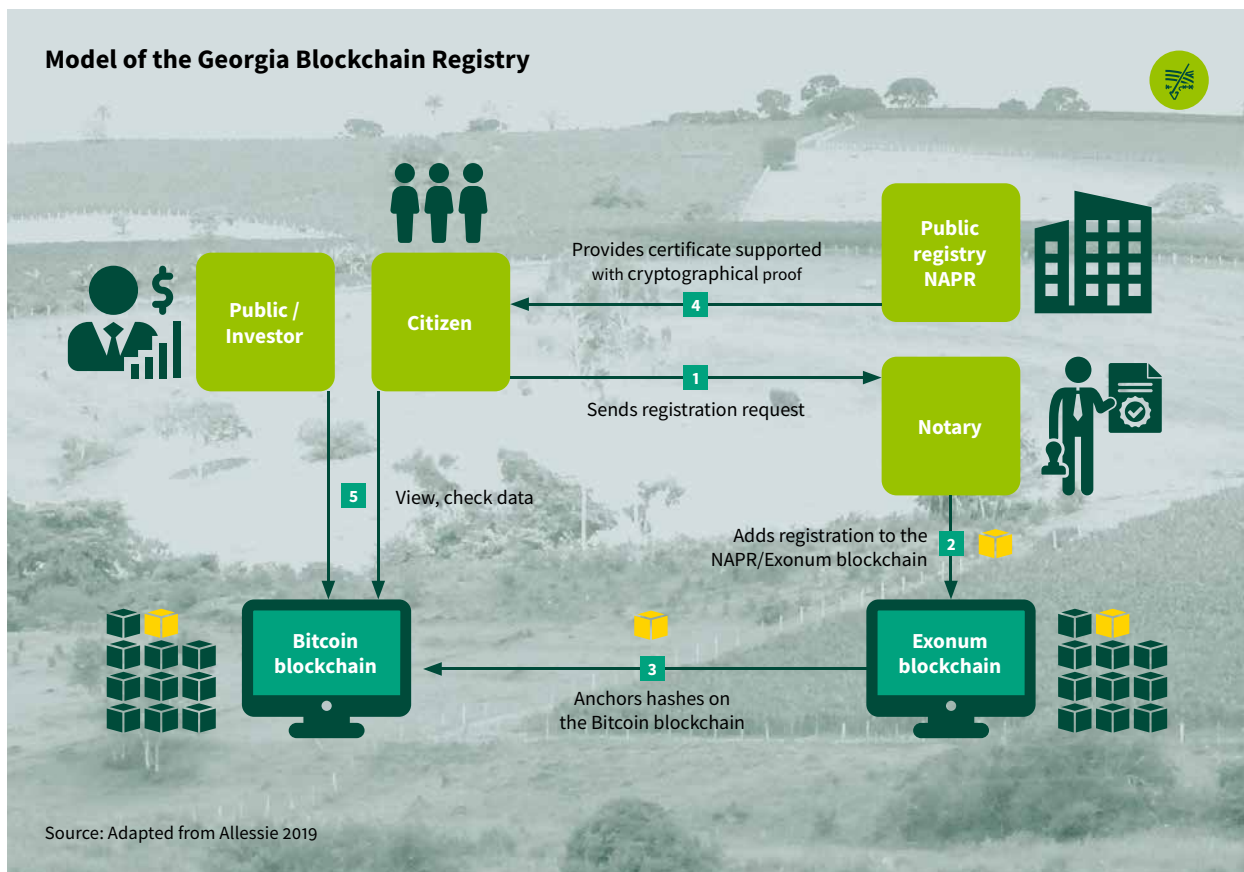 Model of the Georgia Blockchain Registry
Public /
Investor
Citizen
Provides certificate supported
with cryptographical proof
4
Public
registry
NAPR
1
Sends registration request
Notary
5
View, check data
Adds registration to the
NAPR/Exonum blockchain
2
Bitcoin
blockchain
3
Anchors hashes on
the Bitcoin blockchain
Exonum
blockchain
$
Source: Adapted from Allessie 2019